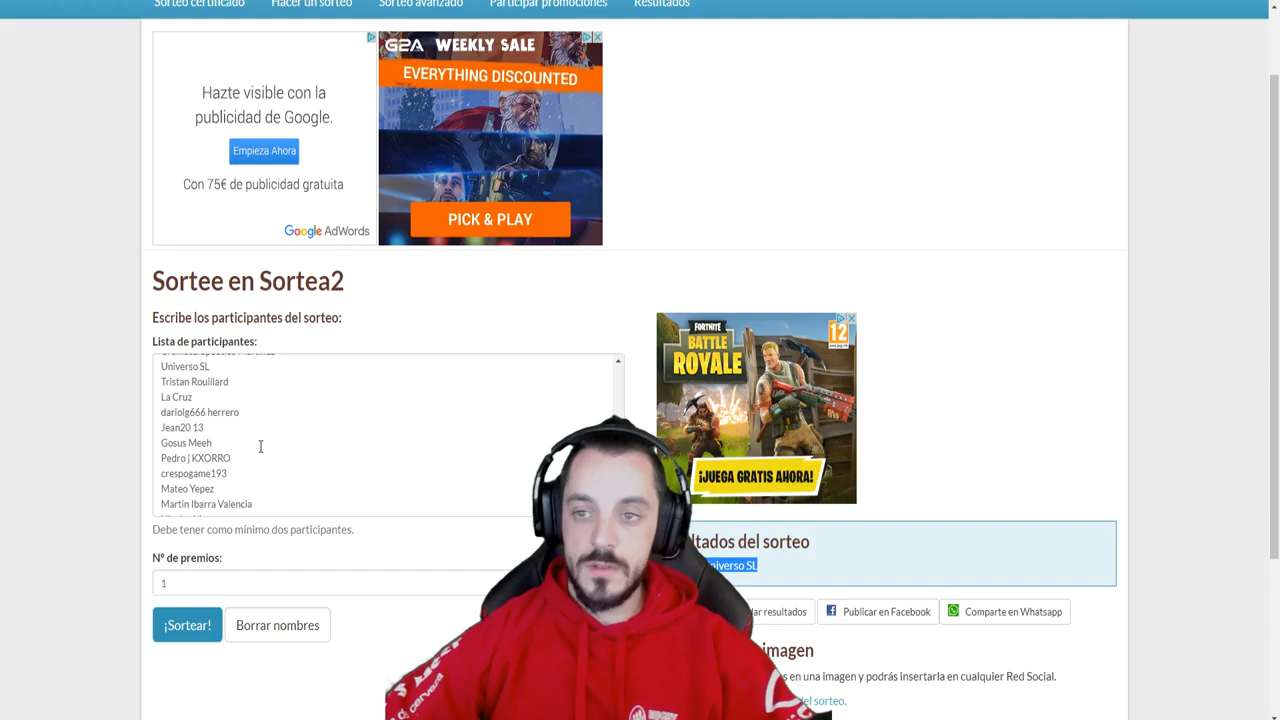 Sorteo certificado
Hacer un sorteo
Sorteo avanzado
Participar promociones
Resultados
Hazte visible con la
publicidad de Google.
Empieza Ahora
Con 75€ de publicidad gratuita
Google AdWords
G2A WEEKLY SALE
EVERYTHING DISCOUNTED
PICK & PLAY
Sortee en Sortea2
Escribe los participantes del sorteo:
Lista de participantes:
Universo SL
Tristan Rouillard
La Cruz
dariolg666 herrero
Jean20 13
Gosus Meeh
Pedro j KXORRO
crespogame193
Mateo Yepez
Martin Ibarra Valencia
Debe tener como mínimo dos participantes.
Nº de premios:
1
¡Sortear!
Borrar nombres
FORTNITE
BATTLE
ROYALE
12
¡JUEGA GRATIS AHORA!
ltados del sorteo
niverso SL
ar resultados
Publicar en Facebook
Comparte en Whatsapp
imagen
s en una imagen y podrás insertarla en cualquier Red Social.
del sorteo.